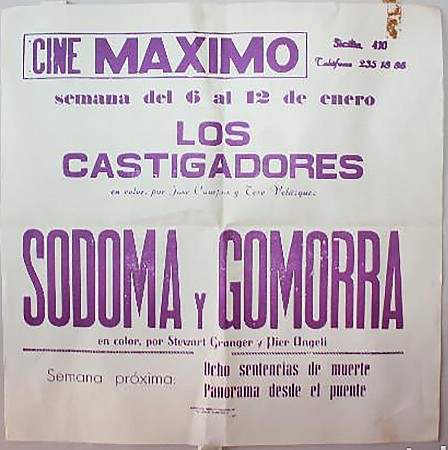 CINE MAXIMO
Sicilia, 410
Teléfono 235 18 86
semana del 6 al 12 de enero
LOS
CASTIGADORES
en color, por José Campos y Tere Velázquez
SODOMA Y GOMORRA
en color, por Stewart Granger y Pier Angeli
Semana próxima:
Ocho sentencias de muerte
Panorama desde el puente